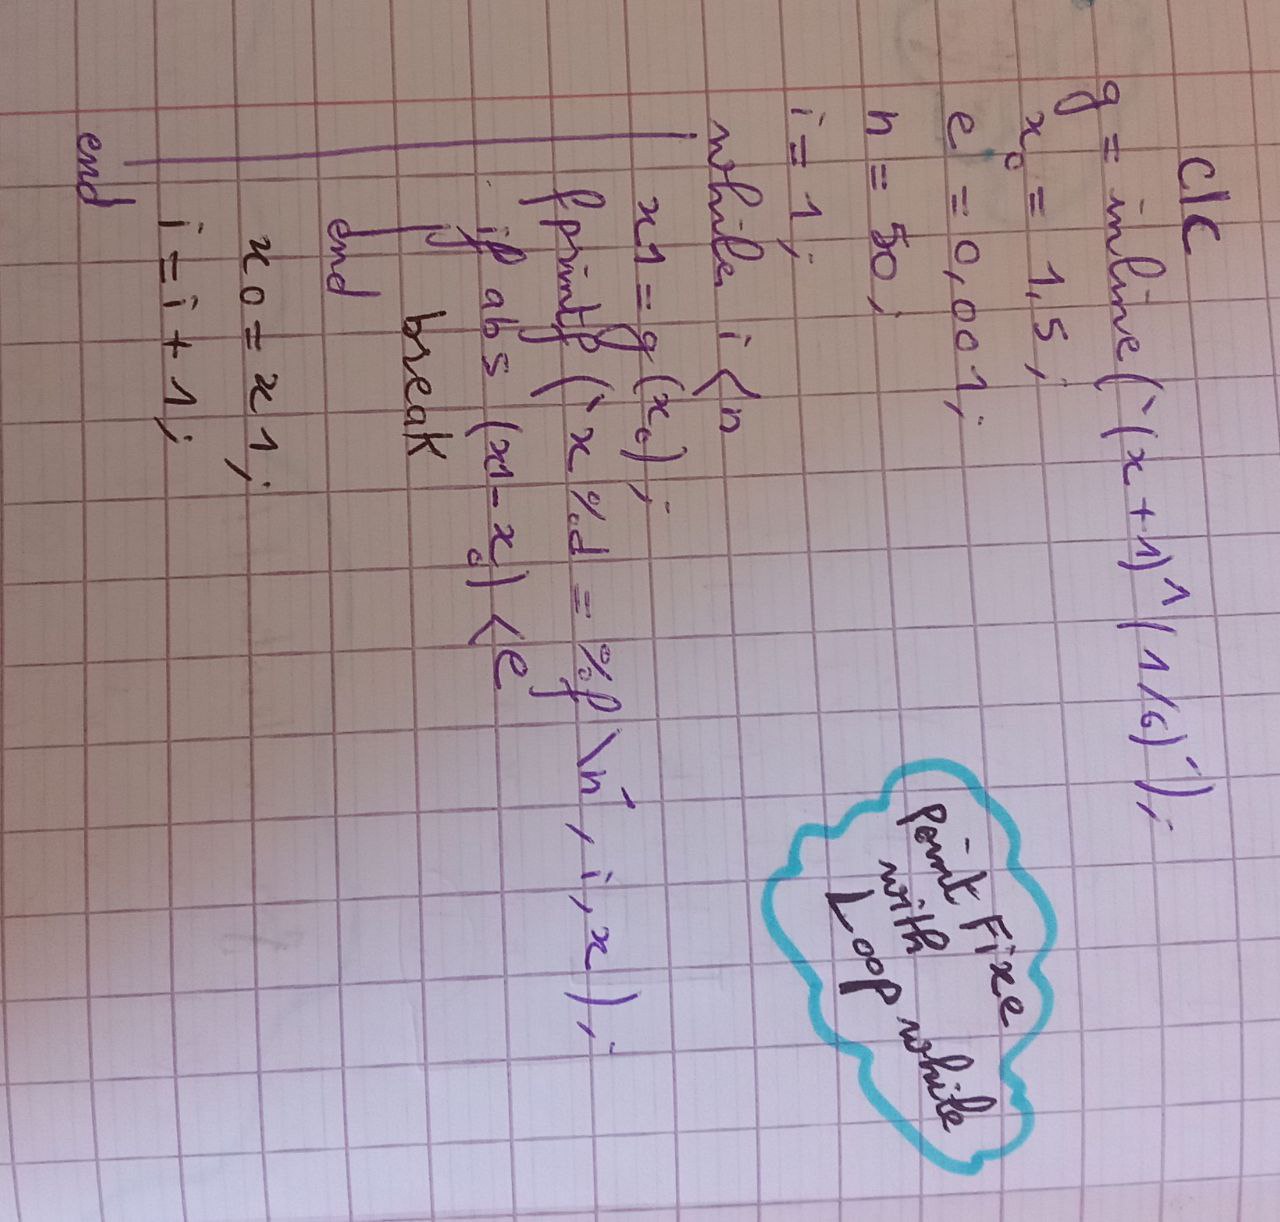 clc
g = inline(‵(x+1)^(1/6)′);
x₀ = 1,5;
e = 0,001;
n = 50;
i = 1;
while i < n
x1 = g(x₀);
fprintf(‵x%d = %f\n′, i, x);
if abs(x1 - x₀) < e
break
end
x0 = x1;
i = i + 1;
end
Point Fixe
with
Loop while